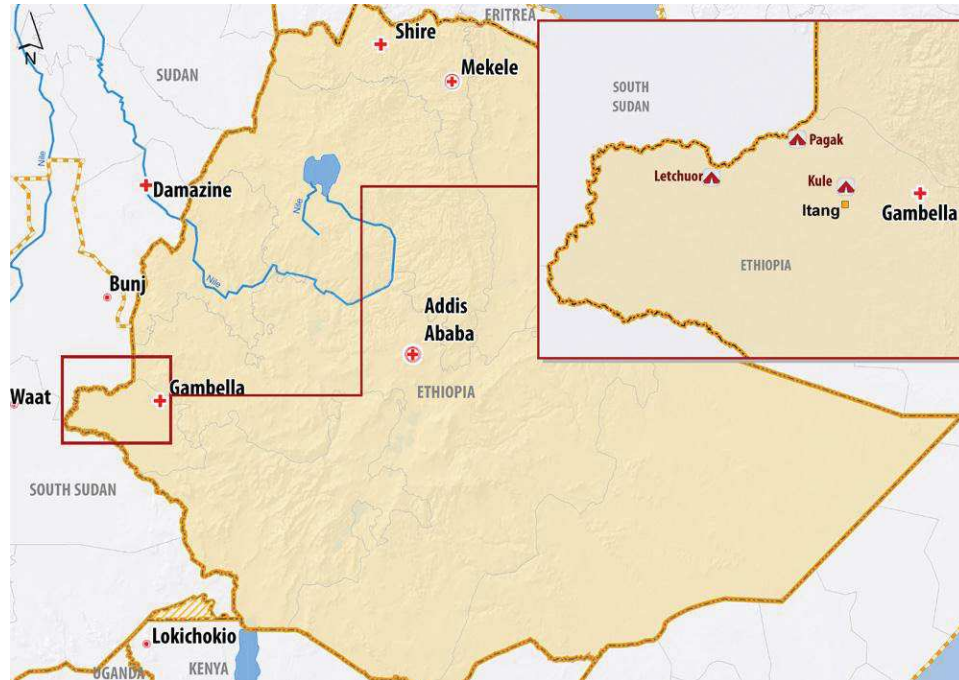 ERITREA
Shire
Mekele
SUDAN
N
Nile
Damazine
Nile
Nile
Bunj
Addis
Ababa
ETHIOPIA
Gambella
Waat
SOUTH SUDAN
Lokichokio
UGANDA
KENYA
SOUTH
SUDAN
Pagak
Letchuor
Kule
Itang
Gambella
ETHIOPIA